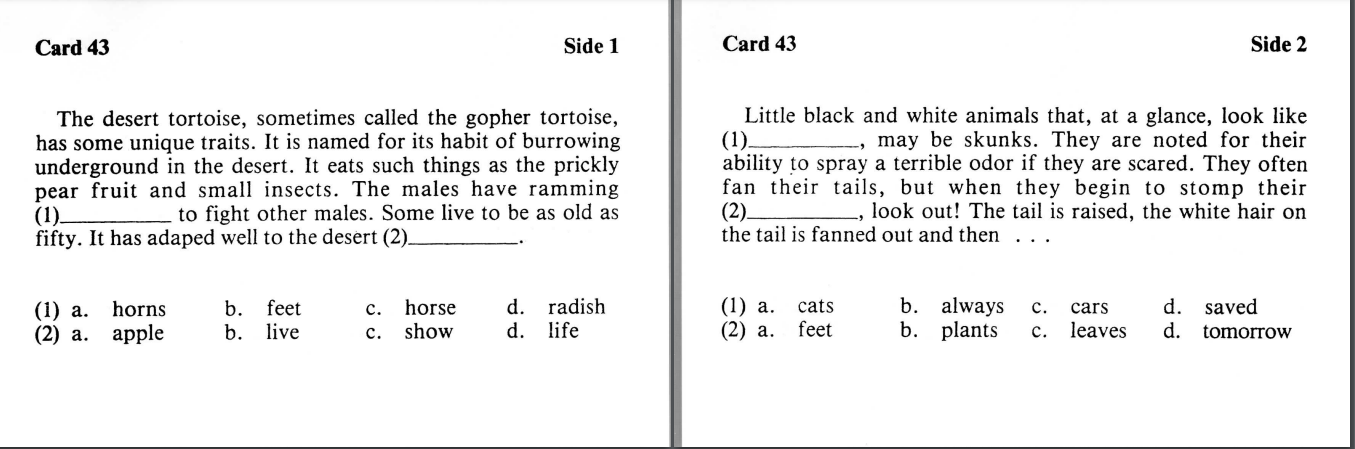 Card 43 Side 1
The desert tortoise, sometimes called the gopher tortoise,
has some unique traits. It is named for its habit of burrowing
underground in the desert. It eats such things as the prickly
pear fruit and small insects. The males have ramming
(1)__________ to fight other males. Some live to be as old as
fifty. It has adaped well to the desert (2)__________.
(1) a. horns b. feet c. horse d. radish
(2) a. apple b. live c. show d. life
Card 43 Side 2
Little black and white animals that, at a glance, look like
(1)__________, may be skunks. They are noted for their
ability to spray a terrible odor if they are scared. They often
fan their tails, but when they begin to stomp their
(2)__________, look out! The tail is raised, the white hair on
the tail is fanned out and then . . .
(1) a. cats b. always c. cars d. saved
(2) a. feet b. plants c. leaves d. tomorrow